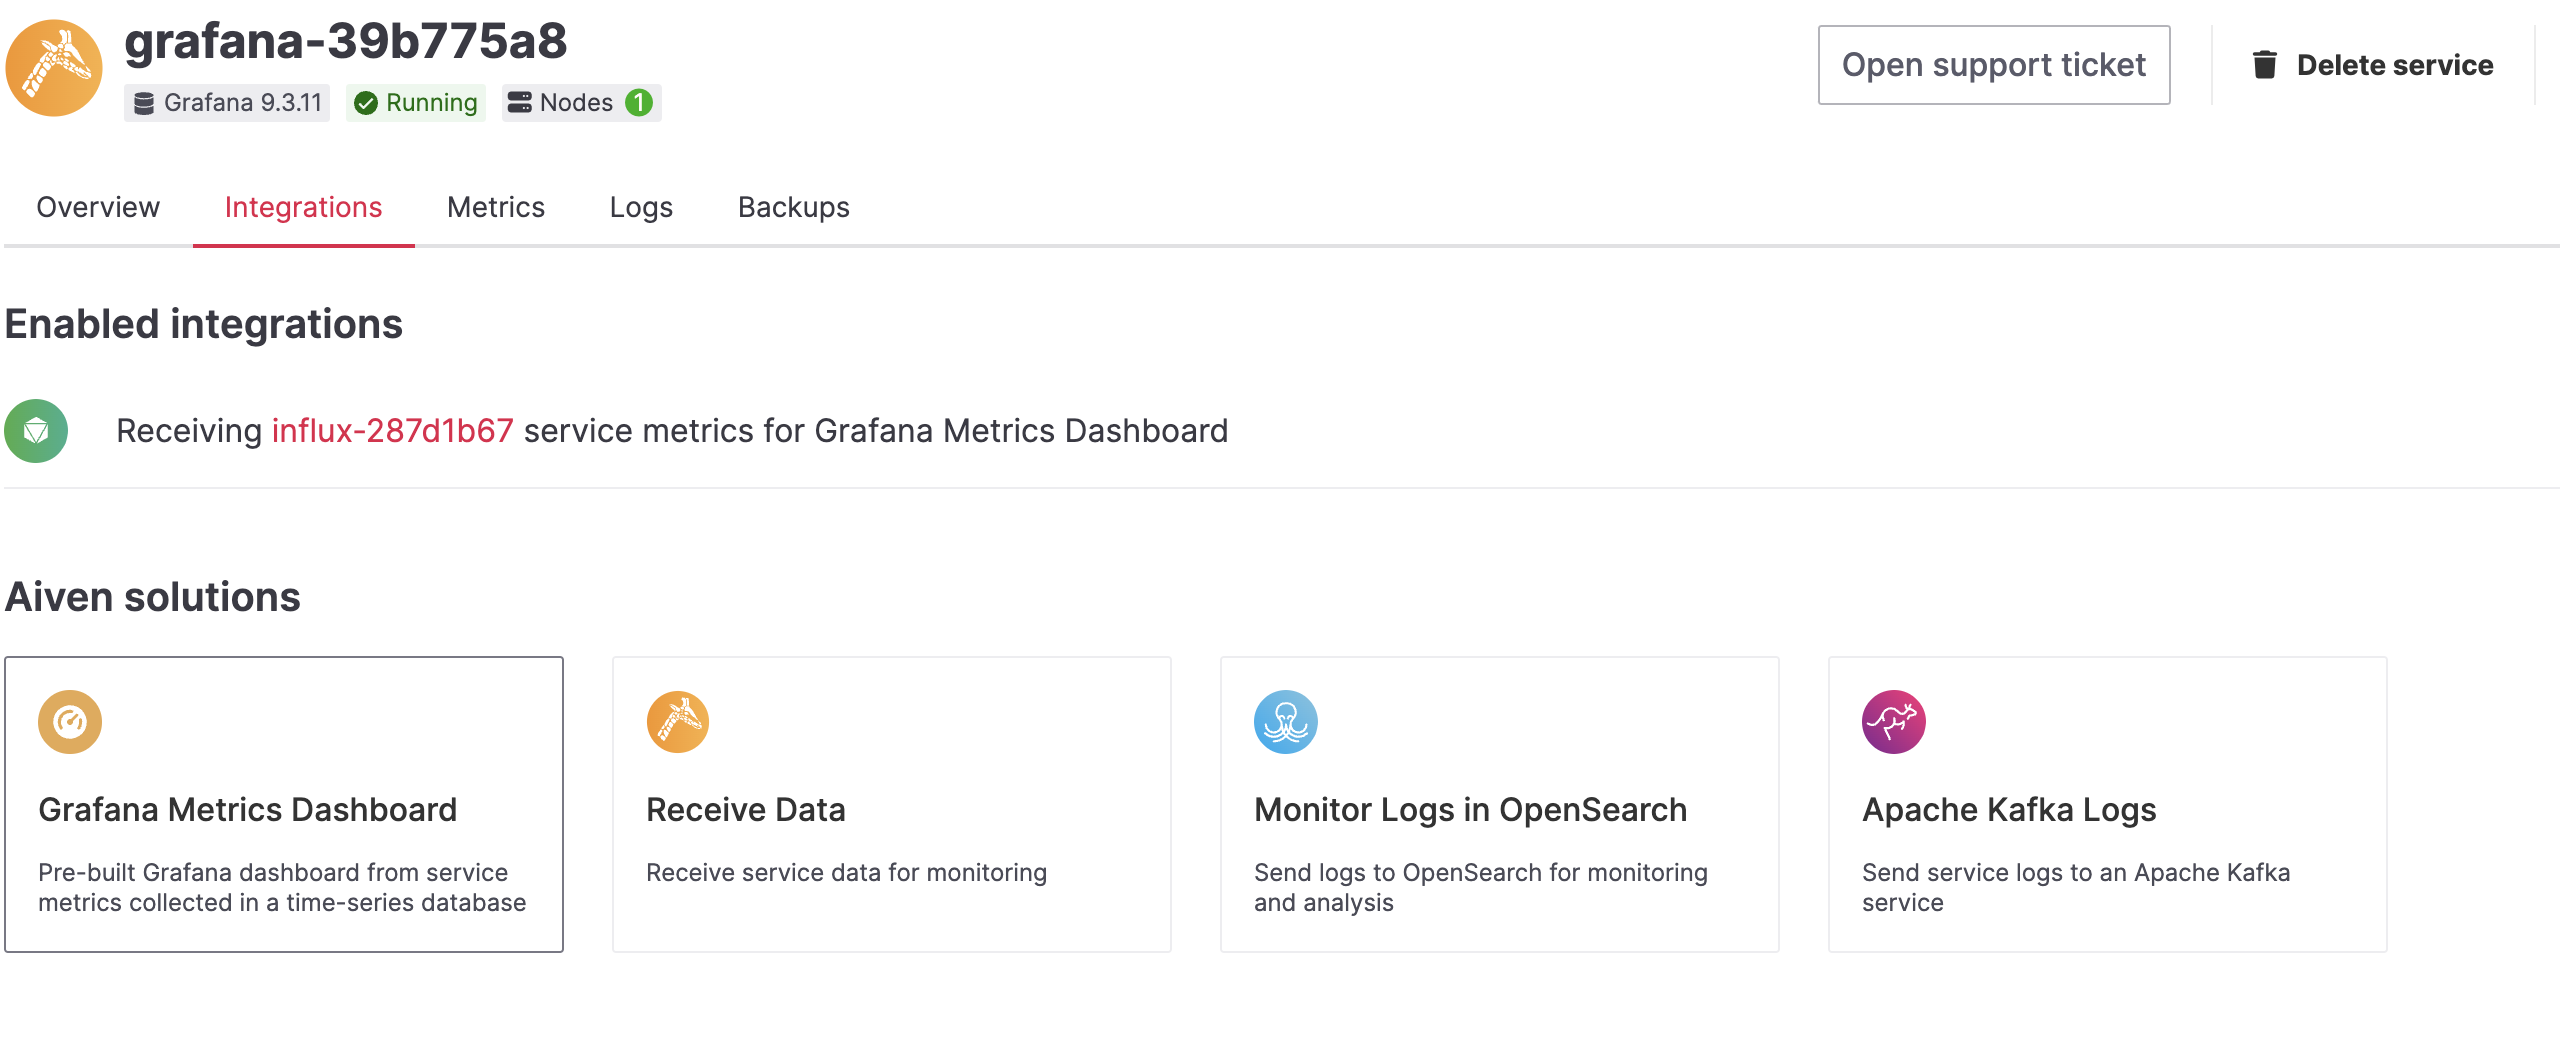 grafana-39b775a8
Open support ticket
Delete service
Grafana 9.3.11
Running
Nodes 1
Overview
Integrations
Metrics
Logs
Backups
Enabled integrations
Receiving influx-287d1b67 service metrics for Grafana Metrics Dashboard
Aiven solutions
Grafana Metrics Dashboard
Pre-built Grafana dashboard from service
metrics collected in a time-series database
Receive Data
Receive service data for monitoring
Monitor Logs in OpenSearch
Send logs to OpenSearch for monitoring
and analysis
Apache Kafka Logs
Send service logs to an Apache Kafka
service